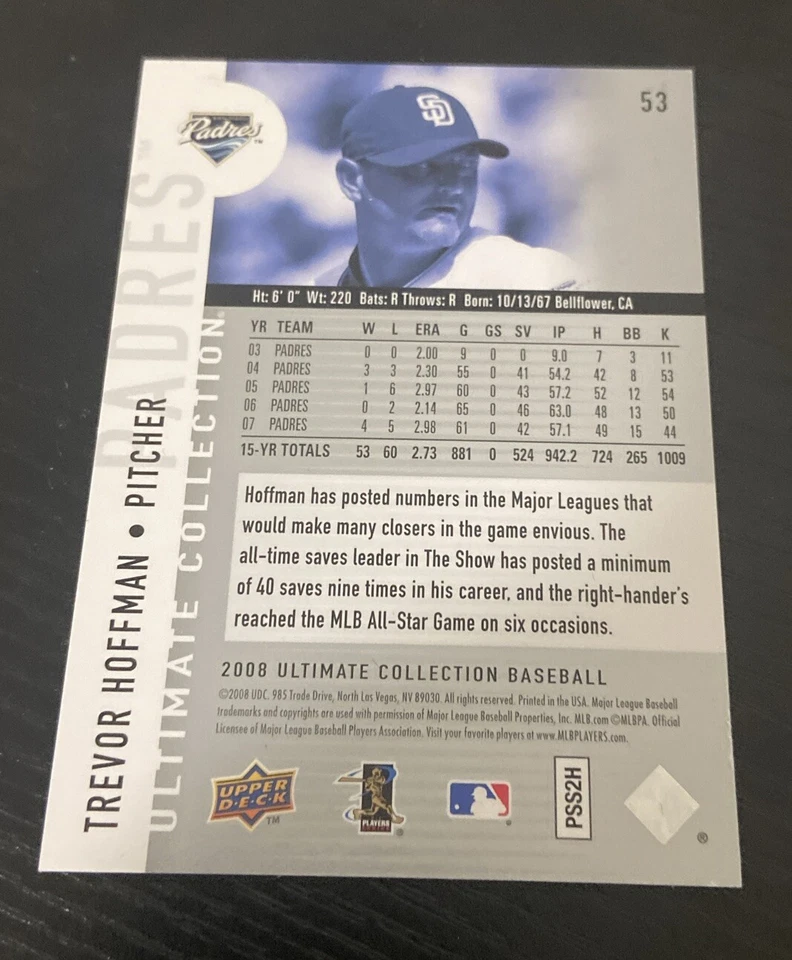 53
Padres
SD
PADRES
Ht: 6' 0" Wt: 220 Bats: R Throws: R Born: 10/13/67 Bellflower, CA
YR TEAM W L ERA G GS SV IP H BB K
03 PADRES 0 0 2.00 9 0 0 9.0 7 3 11
04 PADRES 3 3 2.30 55 0 41 54.2 42 8 53
05 PADRES 1 6 2.97 60 0 43 57.2 52 12 54
06 PADRES 0 2 2.14 65 0 46 63.0 48 13 50
07 PADRES 4 5 2.98 61 0 42 57.1 49 15 44
15-YR TOTALS 53 60 2.73 881 0 524 942.2 724 265 1009
TREVOR HOFFMAN • PITCHER
ULTIMATE COLLECTION®
Hoffman has posted numbers in the Major Leagues that
would make many closers in the game envious. The
all-time saves leader in The Show has posted a minimum
of 40 saves nine times in his career, and the right-hander's
reached the MLB All-Star Game on six occasions.
2008 ULTIMATE COLLECTION BASEBALL
©2008 UDC. 985 Trade Drive, North Las Vegas, NV 89030. All rights reserved. Printed in the USA. Major League Baseball
trademarks and copyrights are used with permission of Major League Baseball Properties, Inc. MLB.com ©MLBPA. Official
Licensee of Major League Baseball Players Association. Visit your favorite players at www.MLBPLAYERS.com.
UPPER
D·E·C·K
TM
PLAYERS
®
®
PSS2H
®